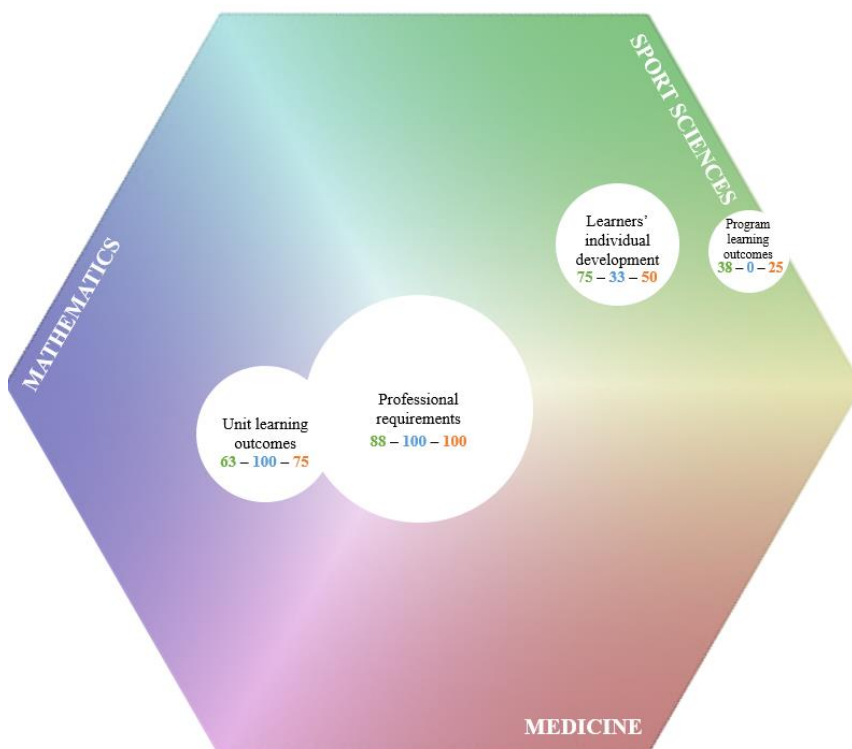 SPORT SCIENCES
MATHEMATICS
Learners’
individual
development
75 – 33 – 50
Program
learning
outcomes
38 – 0 – 25
Professional
requirements
88 – 100 – 100
Unit learning
outcomes
63 – 100 – 75
MEDICINE